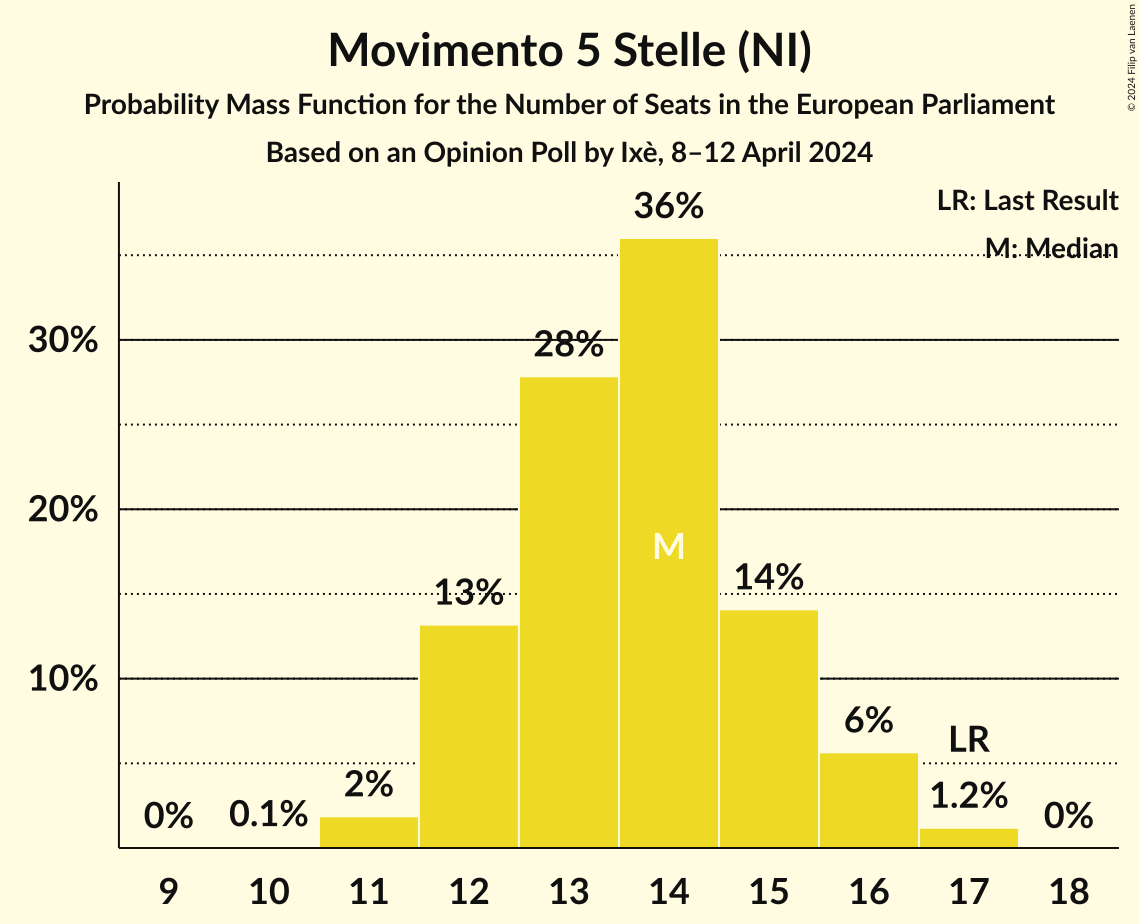 Movimento 5 Stelle (NI)
Probability Mass Function for the Number of Seats in the European Parliament
Based on an Opinion Poll by Ixè, 8–12 April 2024
© 2024 Filip van Laenen
LR: Last Result
M: Median
36%
30%
28%
20%
M
14%
13%
10%
6%
LR
2%
1.2%
0%
0.1%
0%
9 10 11 12 13 14 15 16 17 18